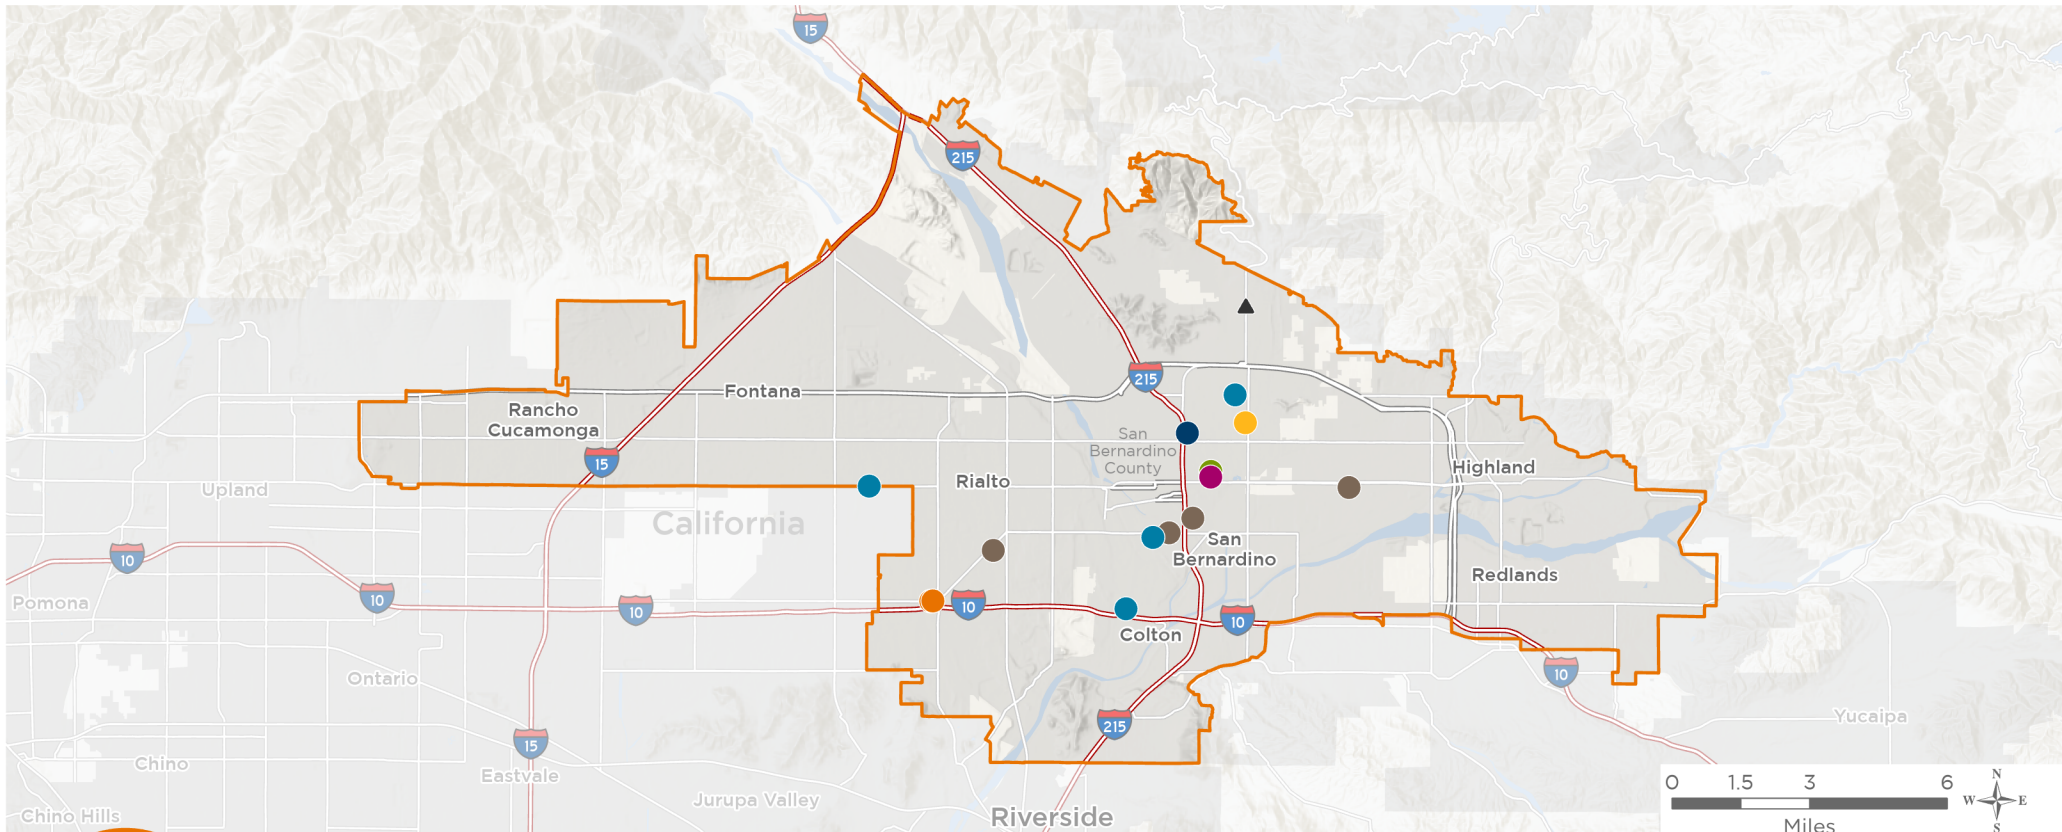 15
215
215
Fontana
Rancho
Cucamonga
San
Bernardino
County
15
Highland
Rialto
Upland
California
San
Bernardino
10
Redlands
10
10
10
10
Pomona
Colton
10
Ontario
215
Yucaipa
15
Chino
Eastvale
Jurupa Valley
Chino Hills
Riverside
0 1.5 3 6
Miles
N
W E
S